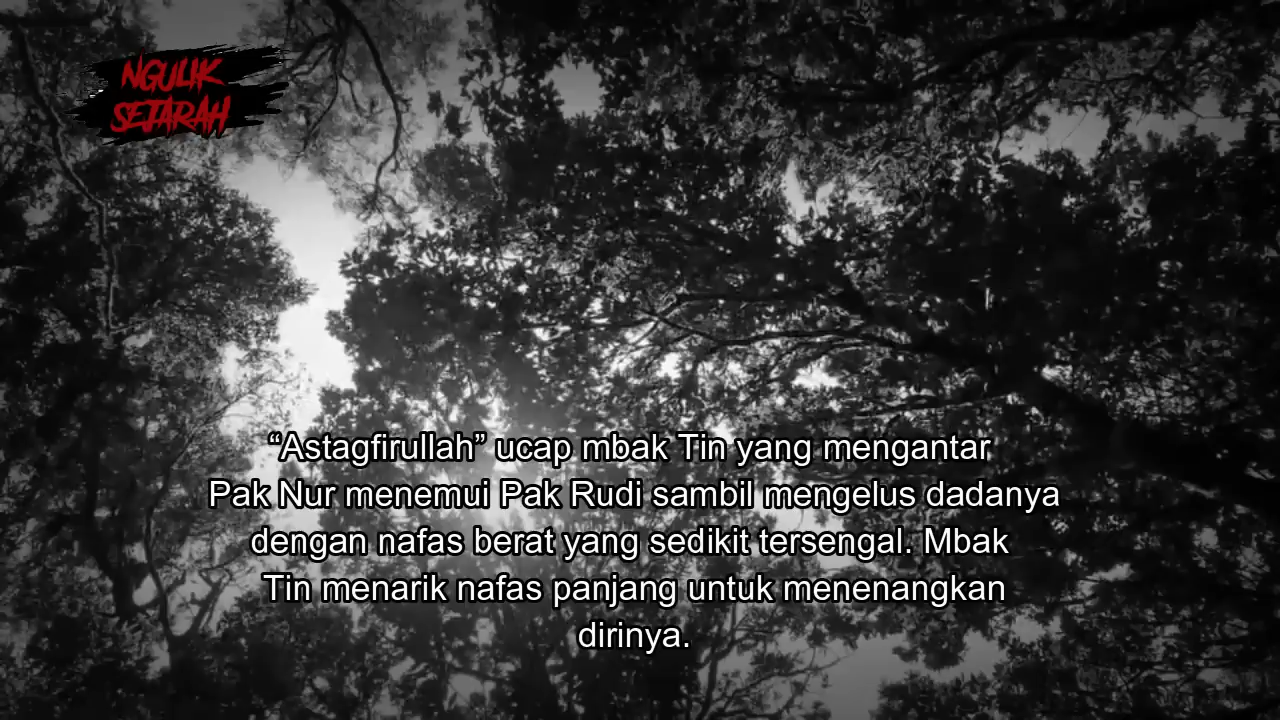 NGULIK
SEJARAH
“Astagfirullah” ucap mbak Tin yang mengantar
Pak Nur menemui Pak Rudi sambil mengelus dadanya
dengan nafas berat yang sedikit tersengal. Mbak
Tin menarik nafas panjang untuk menenangkan
dirinya.